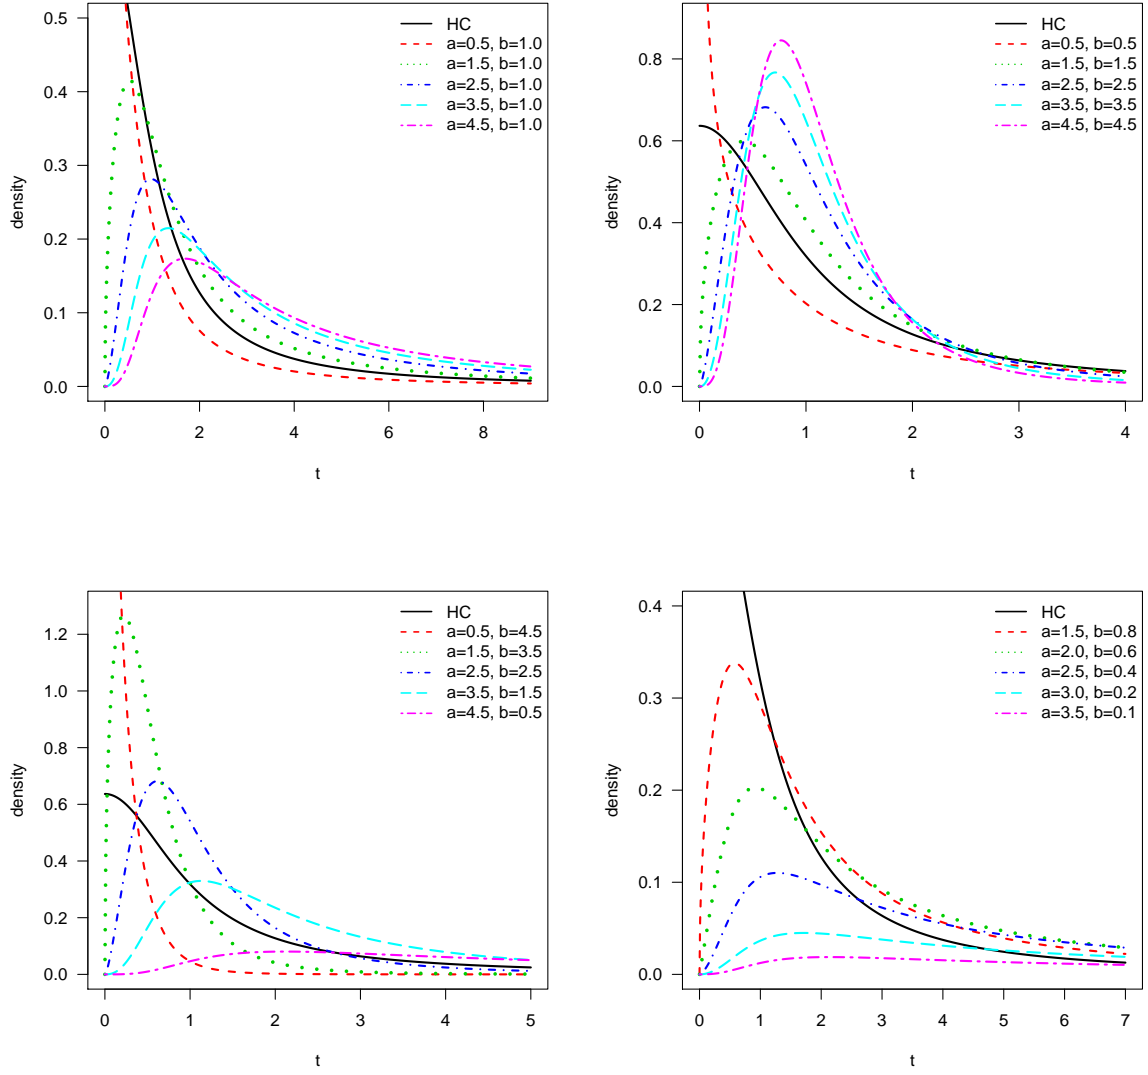 0.5
0.4
0.3
0.2
0.1
0.0
density
HC
a=0.5, b=1.0
a=1.5, b=1.0
a=2.5, b=1.0
a=3.5, b=1.0
a=4.5, b=1.0
0 2 4 6 8
t
0.8
0.6
0.4
0.2
0.0
density
HC
a=0.5, b=0.5
a=1.5, b=1.5
a=2.5, b=2.5
a=3.5, b=3.5
a=4.5, b=4.5
0 1 2 3 4
t
1.2
1.0
0.8
0.6
0.4
0.2
0.0
density
HC
a=0.5, b=4.5
a=1.5, b=3.5
a=2.5, b=2.5
a=3.5, b=1.5
a=4.5, b=0.5
0 1 2 3 4 5
t
0.4
0.3
0.2
0.1
0.0
density
HC
a=1.5, b=0.8
a=2.0, b=0.6
a=2.5, b=0.4
a=3.0, b=0.2
a=3.5, b=0.1
0 1 2 3 4 5 6 7
t